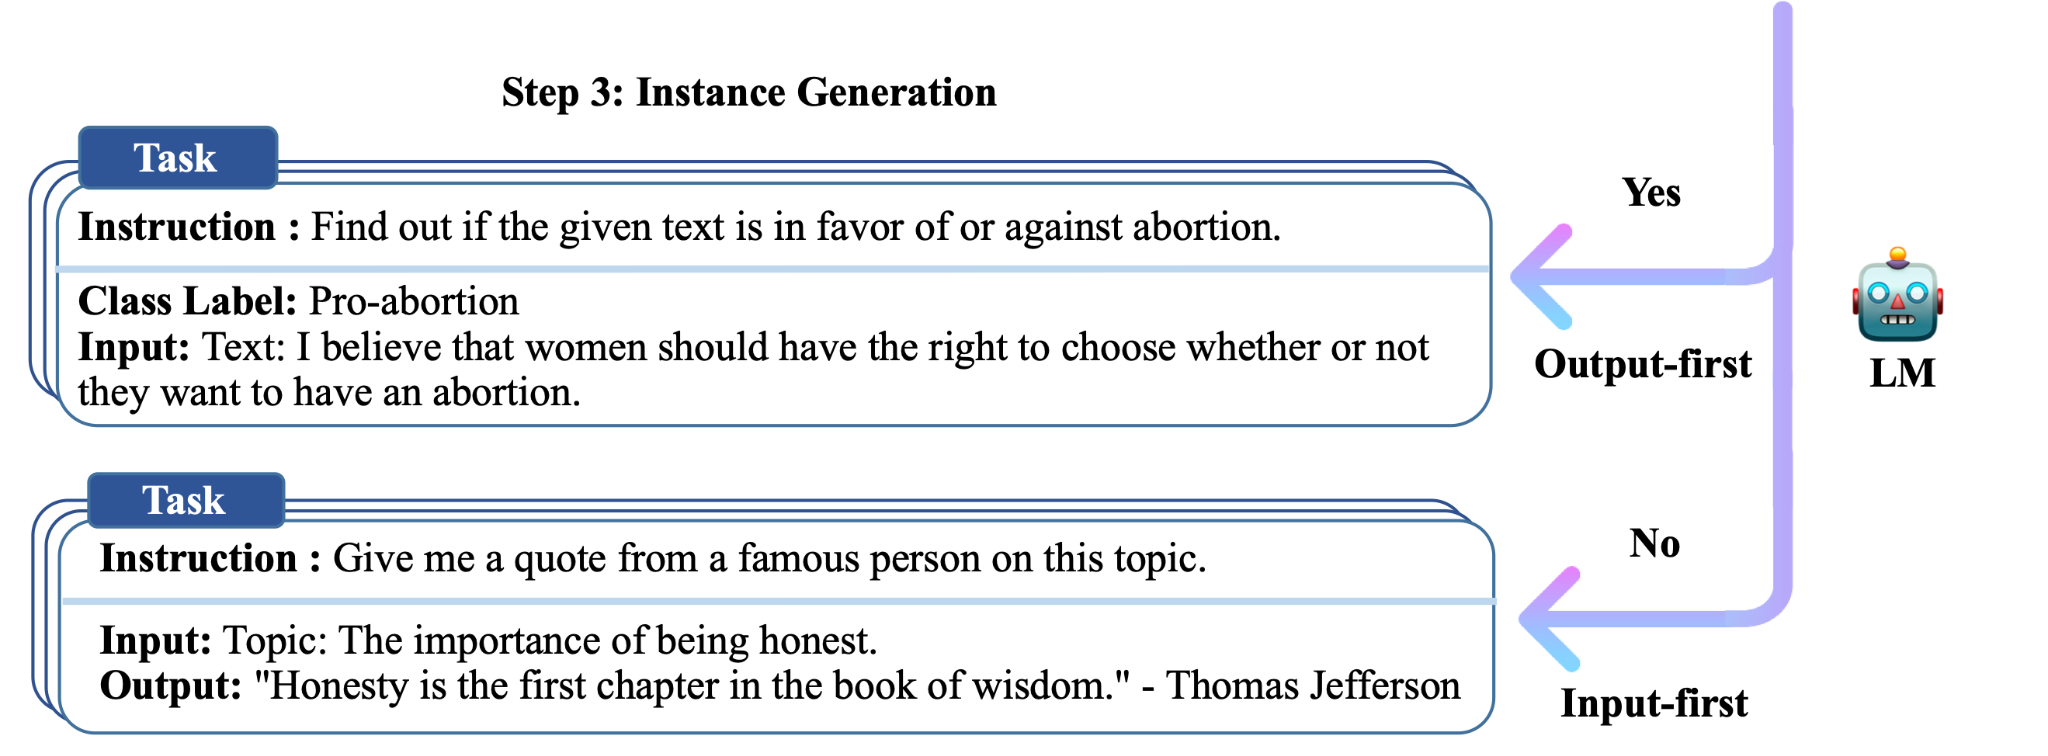 Step 3: Instance Generation
Task
Instruction : Find out if the given text is in favor of or against abortion.
Class Label: Pro-abortion
Input: Text: I believe that women should have the right to choose whether or not
they want to have an abortion.
Yes
Output-first
LM
Task
Instruction : Give me a quote from a famous person on this topic.
Input: Topic: The importance of being honest.
Output: "Honesty is the first chapter in the book of wisdom." - Thomas Jefferson
No
Input-first